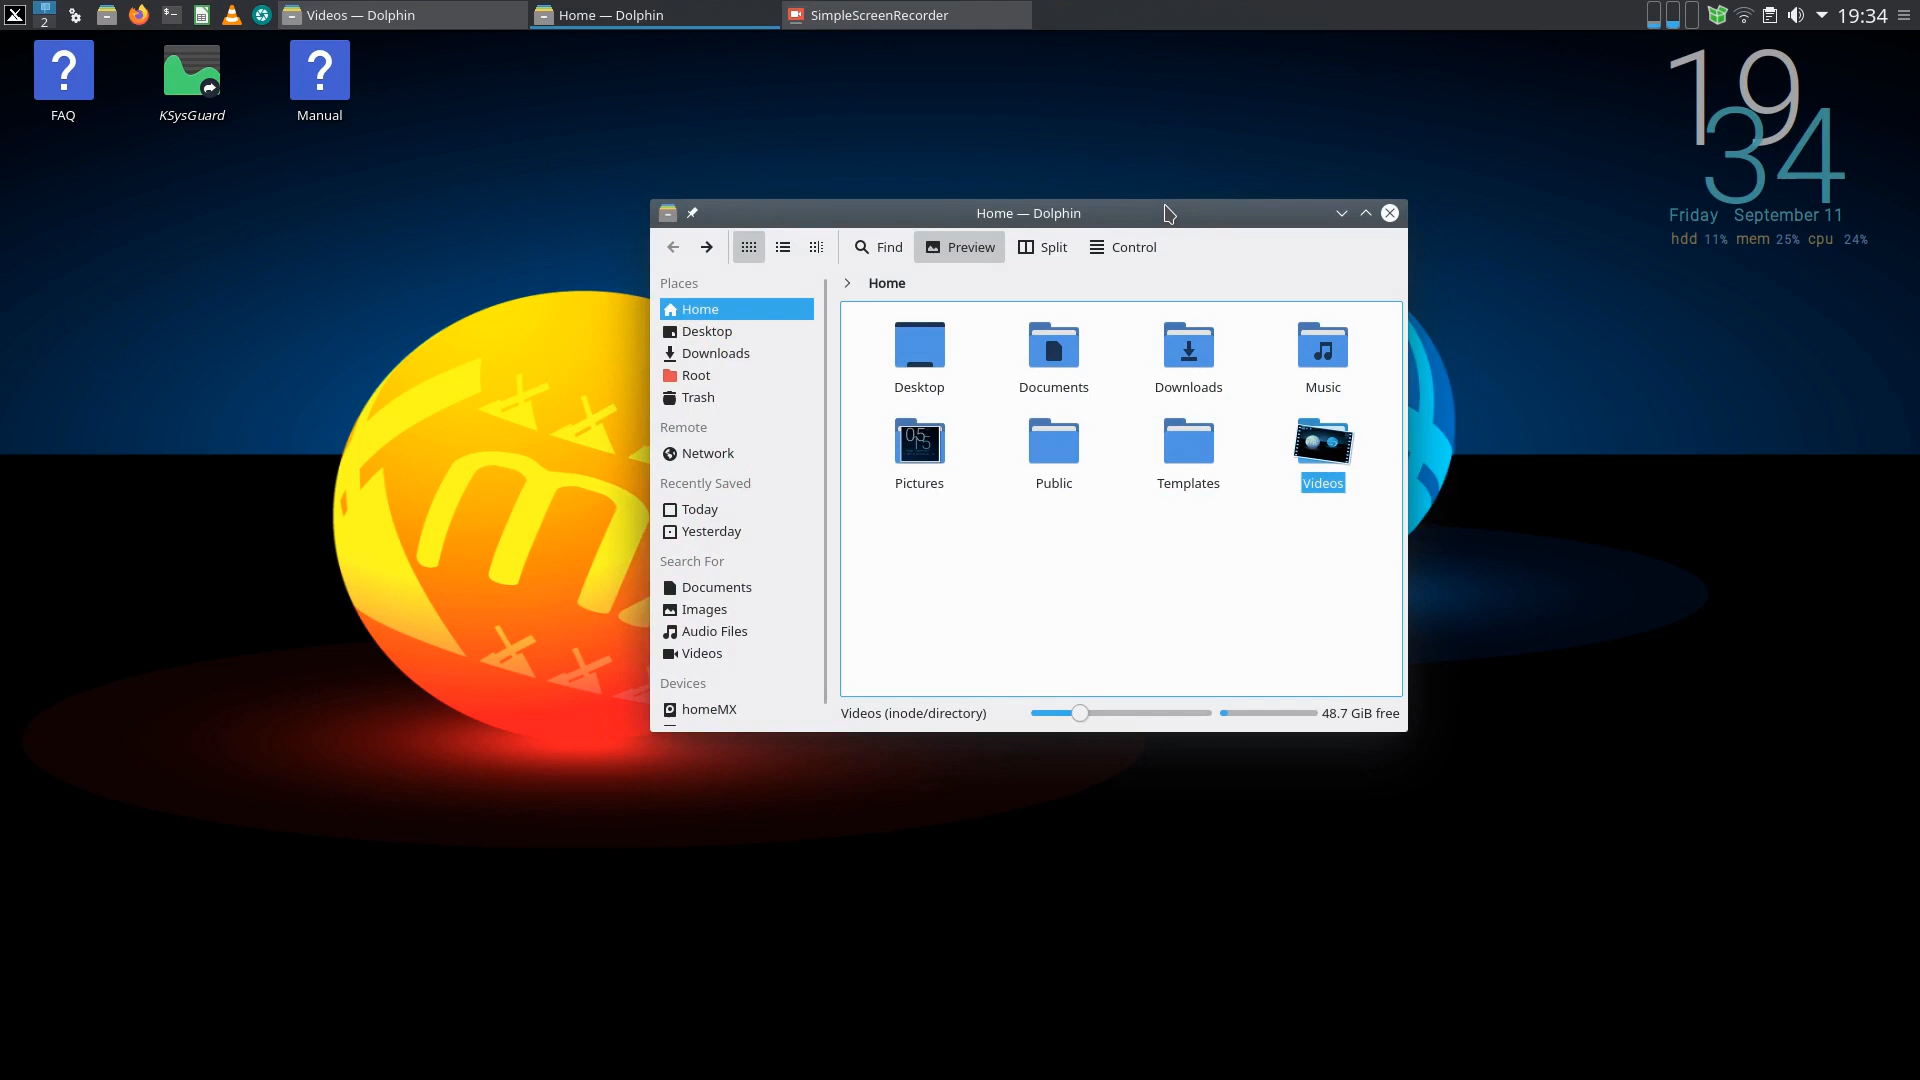 2
Videos — Dolphin
Home — Dolphin
SimpleScreenRecorder
19:34
FAQ
KSysGuard
Manual
19
34
Friday September 11
hdd 11% mem 25% cpu 24%
Home — Dolphin
Find
Preview
Split
Control
Places
Home
Desktop
Downloads
Root
Trash
Remote
Network
Recently Saved
Today
Yesterday
Search For
Documents
Images
Audio Files
Videos
Devices
homeMX
Home
Desktop
Documents
Downloads
Music
05
15
Pictures
Public
Templates
Videos
Videos (inode/directory)
48.7 GiB free